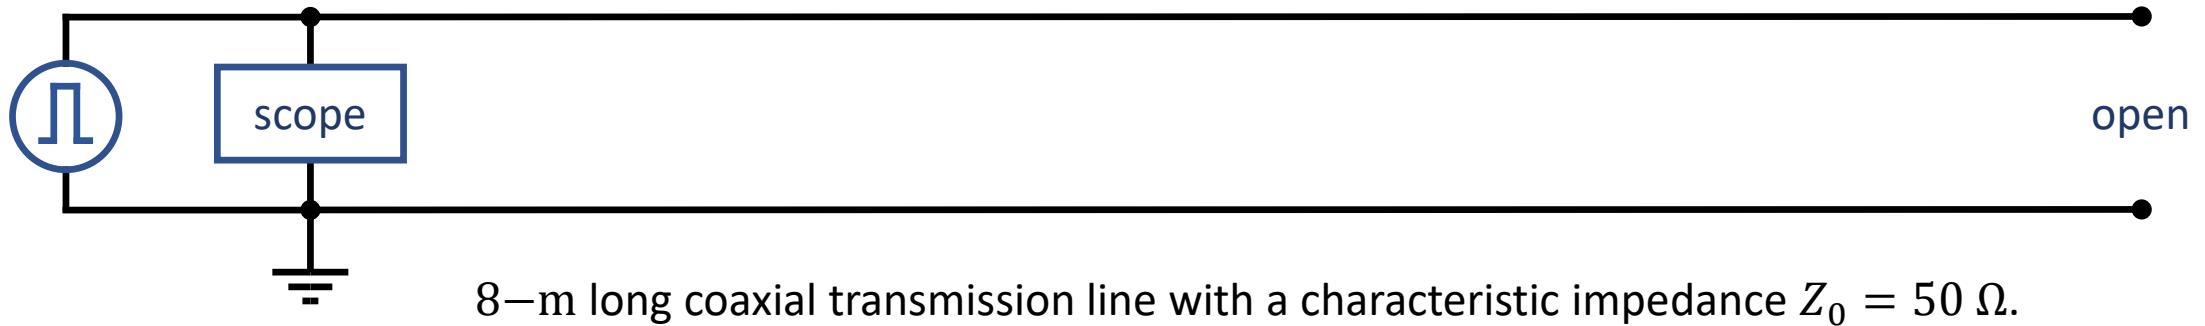 scope
open
8−m long coaxial transmission line with a characteristic impedance Z₀ = 50 Ω.